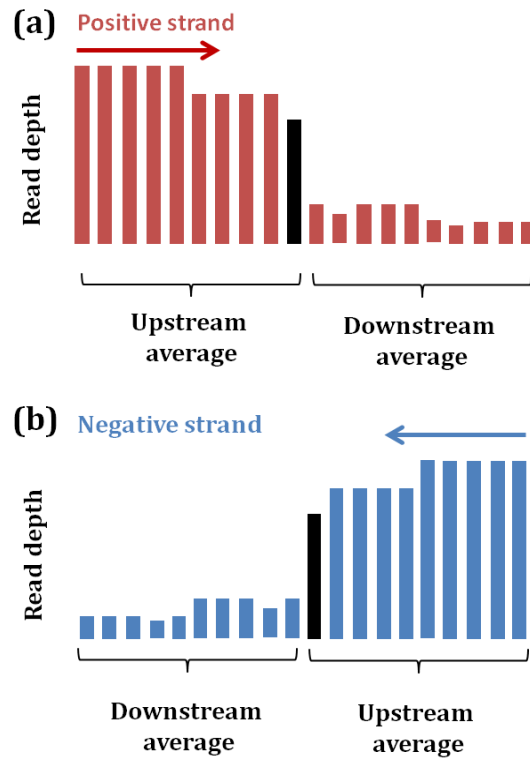 (a)
Positive strand
Read depth
Upstream
average
Downstream
average
(b)
Negative strand
Read depth
Downstream
average
Upstream
average